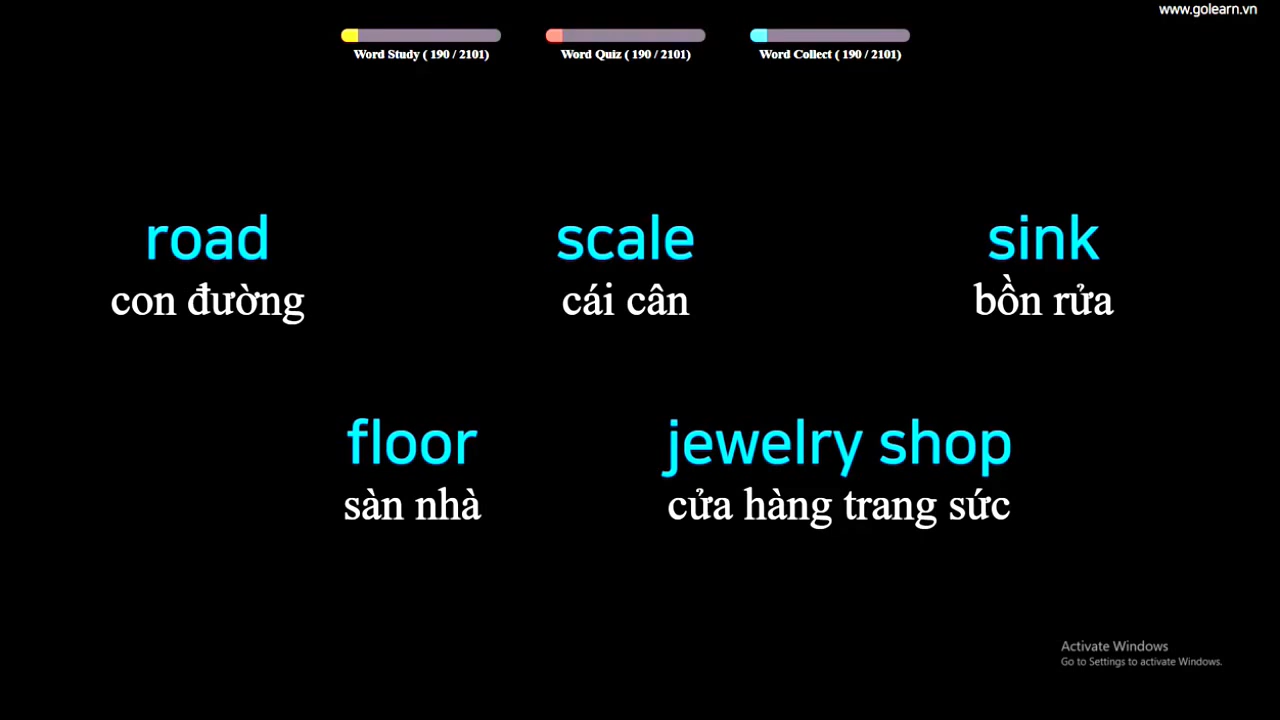 www.golearn.vn
Word Study ( 190 / 2101) Word Quiz ( 190 / 2101) Word Collect ( 190 / 2101)
road scale sink
con đường cái cân bồn rửa
floor jewelry shop
sàn nhà cửa hàng trang sức
Activate Windows
Go to Settings to activate Windows.